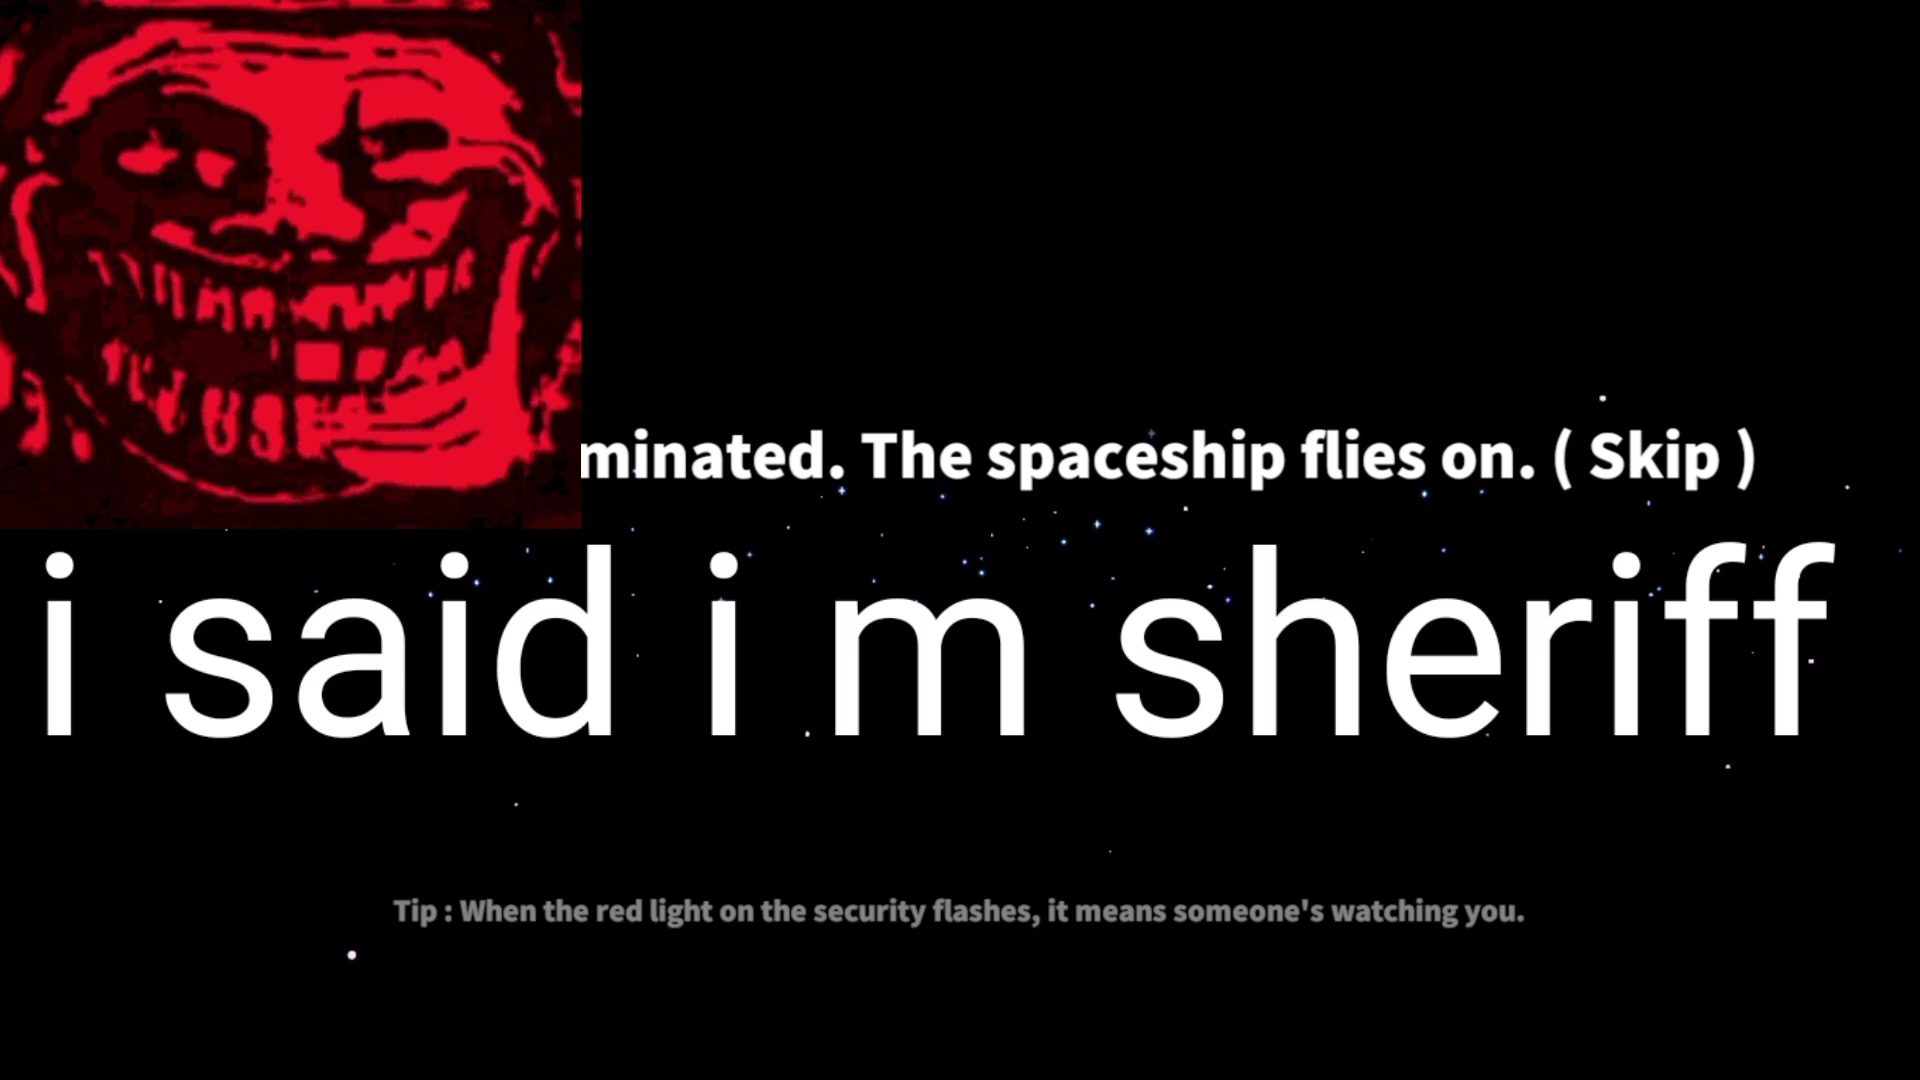 minated. The spaceship flies on. ( Skip )
i said i m sheriff
Tip : When the red light on the security flashes, it means someone's watching you.